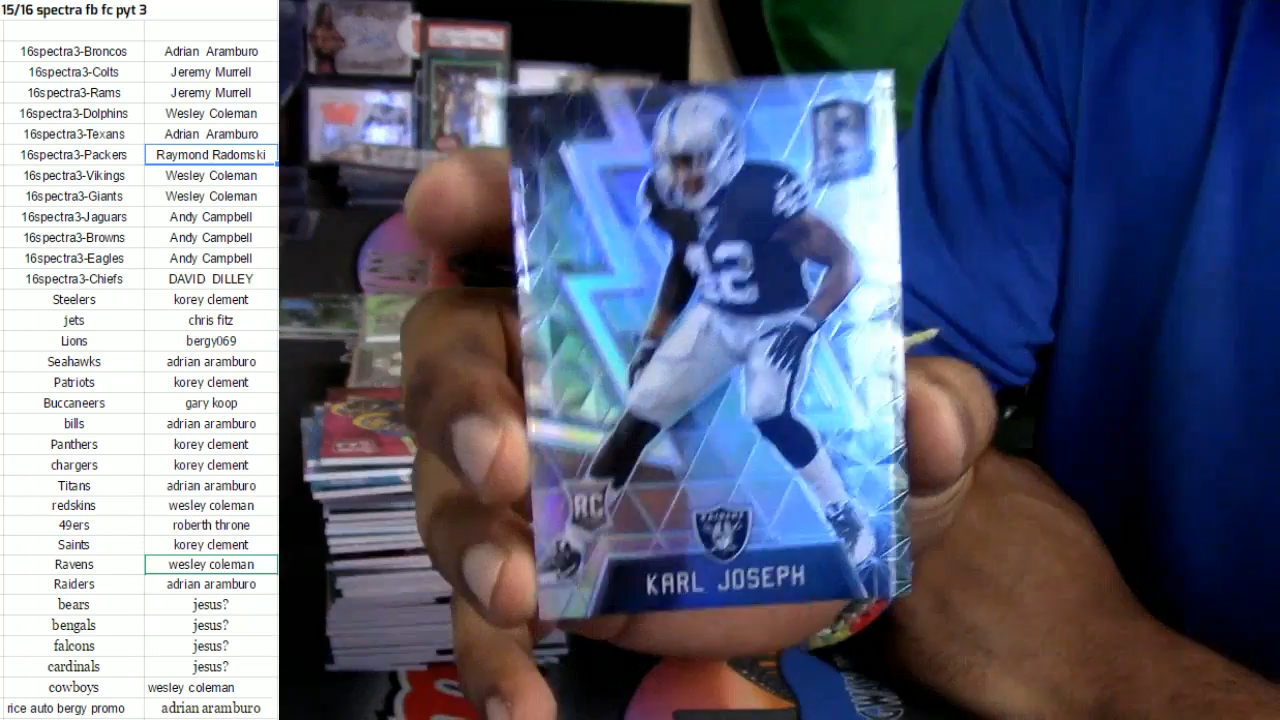 15/16 spectra fb fc pyt 3
16spectra3-Broncos Adrian Aramburo
16spectra3-Colts Jeremy Murrell
16spectra3-Rams Jeremy Murrell
16spectra3-Dolphins Wesley Coleman
16spectra3-Texans Adrian Aramburo
16spectra3-Packers Raymond Radomski
16spectra3-Vikings Wesley Coleman
16spectra3-Giants Wesley Coleman
16spectra3-Jaguars Andy Campbell
16spectra3-Browns Andy Campbell
16spectra3-Eagles Andy Campbell
16spectra3-Chiefs DAVID DILLEY
Steelers korey clement
jets chris fitz
Lions bergy069
Seahawks adrian aramburo
Patriots korey clement
Buccaneers gary koop
bills adrian aramburo
Panthers korey clement
chargers korey clement
Titans adrian aramburo
redskins wesley coleman
49ers roberth throne
Saints korey clement
Ravens wesley coleman
Raiders adrian aramburo
bears jesus?
bengals jesus?
falcons jesus?
cardinals jesus?
cowboys wesley coleman
rice auto bergy promo adrian aramburo
42
42
RC
RAIDERS
KARL JOSEPH